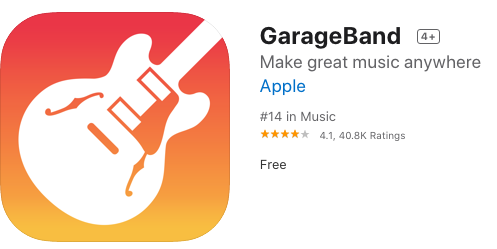 GarageBand 4+
Make great music anywhere
Apple
#14 in Music
4.1, 40.8K Ratings
Free